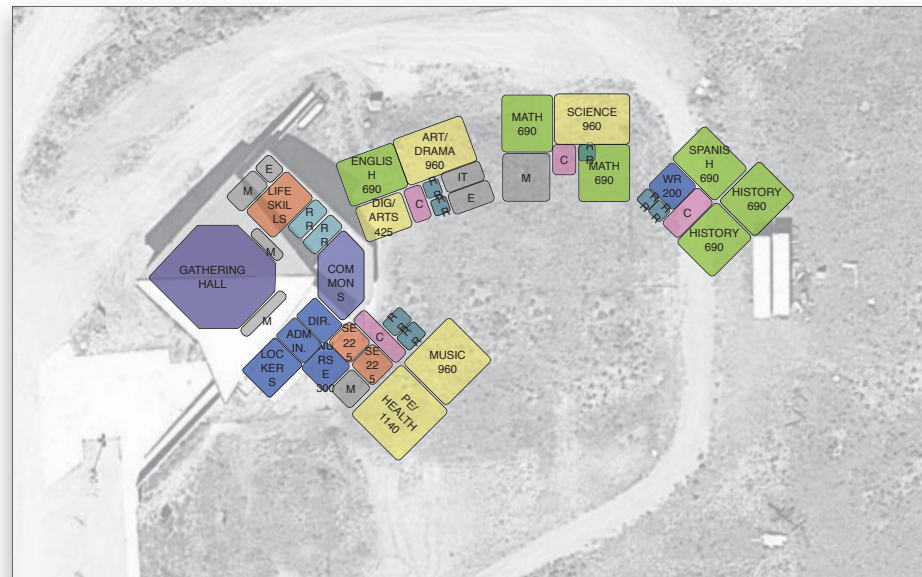 MATH
690
SCIENCE
960
C
R
R
M
MATH
690
ART/
DRAMA
960
ENGLIS
H
690
IT
E
DIG/
ARTS
425
C
R
R
R
R
SPANIS
H
690
WR
200
R
R
R
R
C
HISTORY
690
HISTORY
690
E
M
LIFE
SKIL
LS
R
R
R
R
M
GATHERING
HALL
COM
MON
S
M
DIR.
ADM
IN.
LOC
KER
S
NU
RS
E
300
SE
22
5
SE
22
5
C
R
R
R
R
M
MUSIC
960
PE/
HEALTH
1140